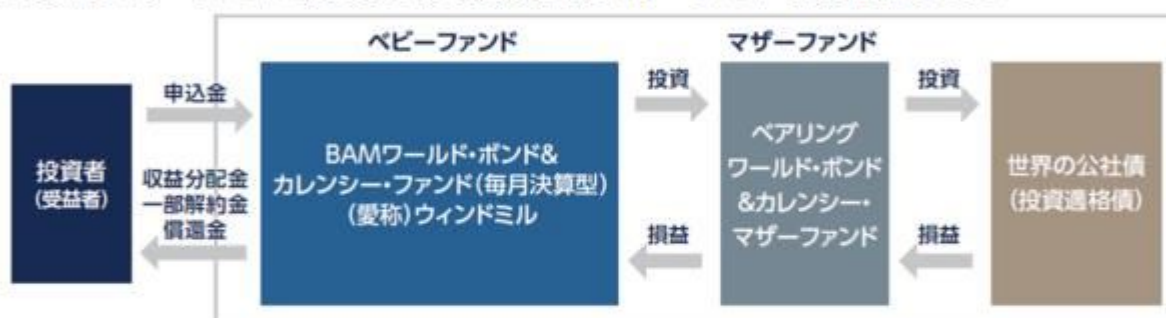 ベビーファンド
マザーファンド
投資者
(受益者)
申込金
収益分配金
一部解約金
償還金
BAMワールド・ボンド&
カレンシー・ファンド(毎月決算型)
(愛称)ウィンドミル
投資
損益
ベアリング
ワールド・ボンド
&カレンシー・
マザーファンド
投資
損益
世界の公社債
(投資適格債)